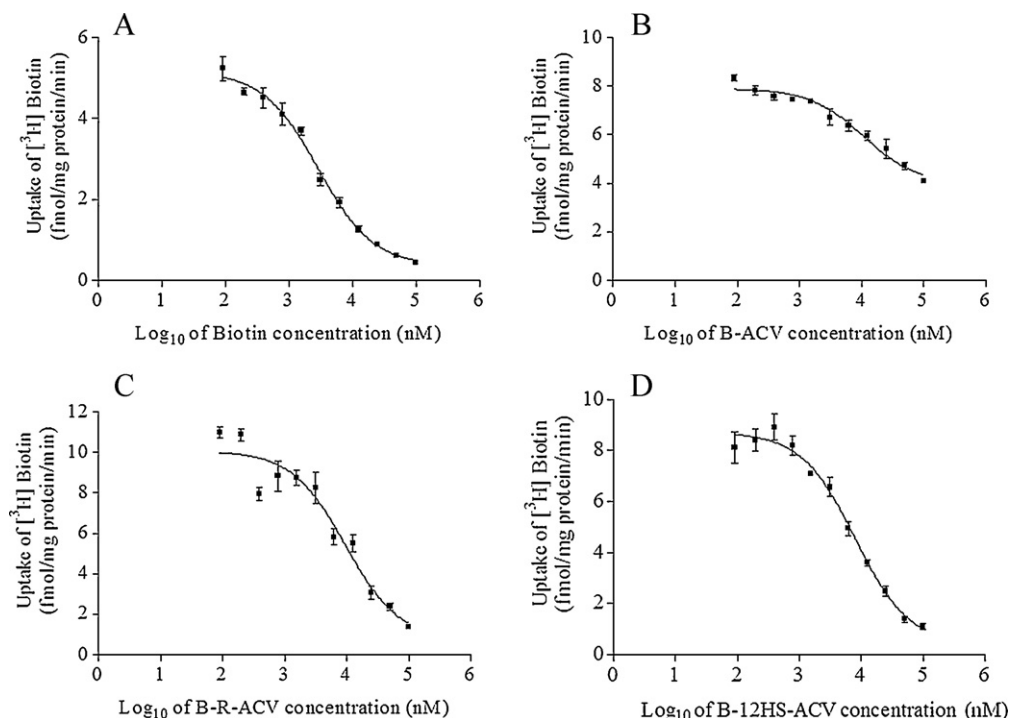 A
Uptake of [³H] Biotin
(fmol/mg protein/min)
6
4
2
0
0 1 2 3 4 5 6
Log₁₀ of Biotin concentration (nM)
B
Uptake of [³H] Biotin
(fmol/mg protein/min)
10
8
6
4
2
0
0 1 2 3 4 5 6
Log₁₀ of B-ACV concentration (nM)
C
Uptake of [³H] Biotin
(fmol/mg protein/min)
12
10
8
6
4
2
0
0 1 2 3 4 5 6
Log₁₀ of B-R-ACV concentration (nM)
D
Uptake of [³H] Biotin
(fmol/mg protein/min)
10
8
6
4
2
0
0 1 2 3 4 5 6
Log₁₀ of B-12HS-ACV concentration (nM)